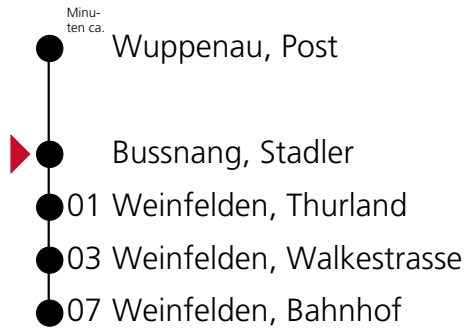 Minu-
ten ca.
Wuppenau, Post
Bussnang, Stadler
01 Weinfelden, Thurland
03 Weinfelden, Walkestrasse
07 Weinfelden, Bahnhof